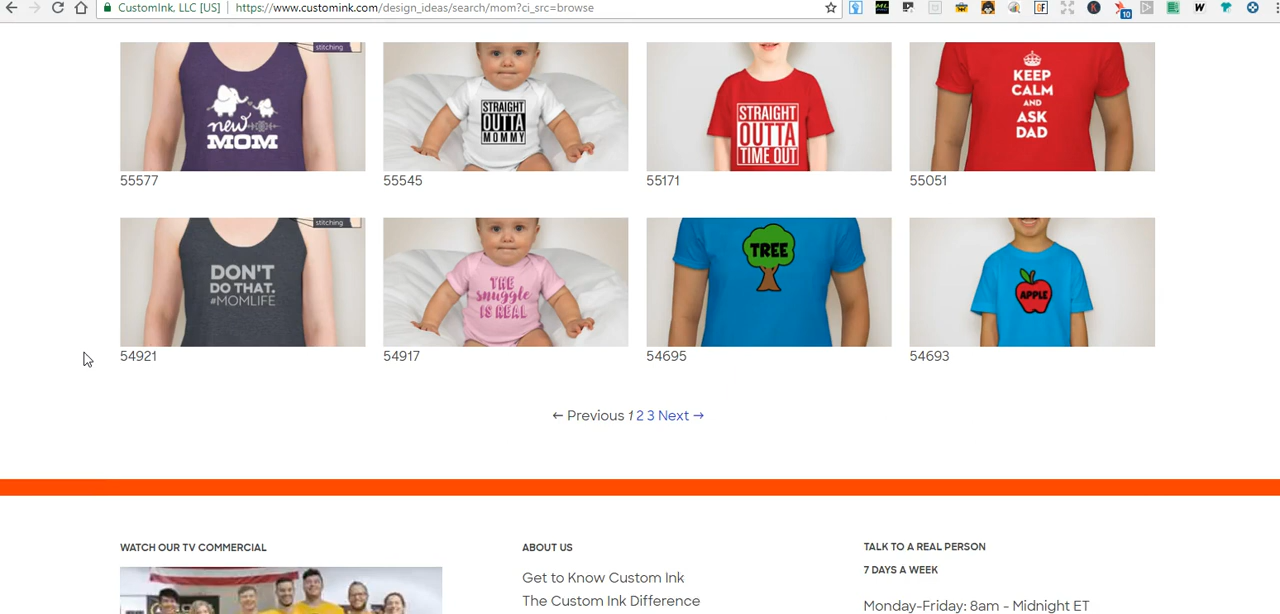 CustomInk, LLC [US] | https://www.customink.com/design_ideas/search/mom?ci_src=browse
10
stitching
new
MOM
STRAIGHT
OUTTA
MOMMY
STRAIGHT
OUTTA
TIME OUT
KEEP
CALM
AND
ASK
DAD
55577
55545
55171
55051
stitching
DON'T
DO THAT.
#MOMLIFE
THE
snuggle
IS REAL
TREE
APPLE
54921
54917
54695
54693
← Previous 1 2 3 Next →
WATCH OUR TV COMMERCIAL
ABOUT US
TALK TO A REAL PERSON
7 DAYS A WEEK
Get to Know Custom Ink
The Custom Ink Difference
Monday-Friday: 8am - Midnight ET